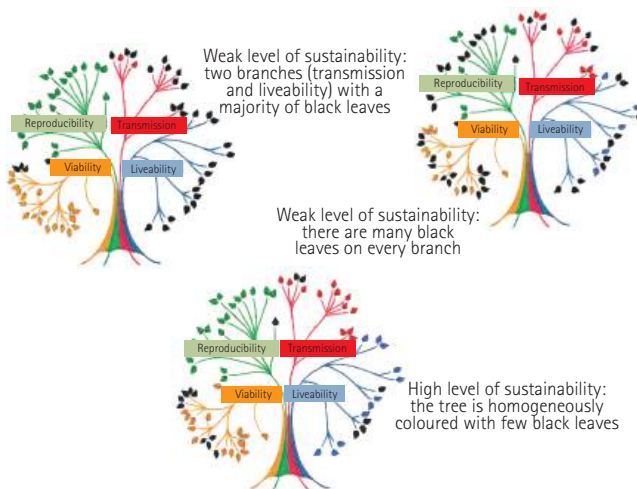 Weak level of sustainability:
two branches (transmission
and liveability) with a
majority of black leaves
Reproducibility
Transmission
Viability
Liveability
Reproducibility
Transmission
Viability
Liveability
Weak level of sustainability:
there are many black
leaves on every branch
Reproducibility
Transmission
Viability
Liveability
High level of sustainability:
the tree is homogeneously
coloured with few black leaves